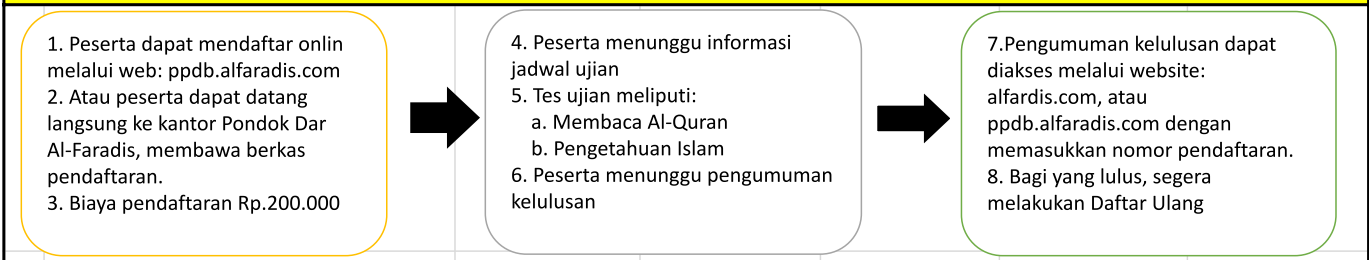 1. Peserta dapat mendaftar onlin
melalui web: ppdb.alfaradis.com
2. Atau peserta dapat datang
langsung ke kantor Pondok Dar
Al-Faradis, membawa berkas
pendaftaran.
3. Biaya pendaftaran Rp.200.000
4. Peserta menunggu informasi
jadwal ujian
5. Tes ujian meliputi:
a. Membaca Al-Quran
b. Pengetahuan Islam
6. Peserta menunggu pengumuman
kelulusan
7.Pengumuman kelulusan dapat
diakses melalui website:
alfardis.com, atau
ppdb.alfaradis.com dengan
memasukkan nomor pendaftaran.
8. Bagi yang lulus, segera
melakukan Daftar Ulang